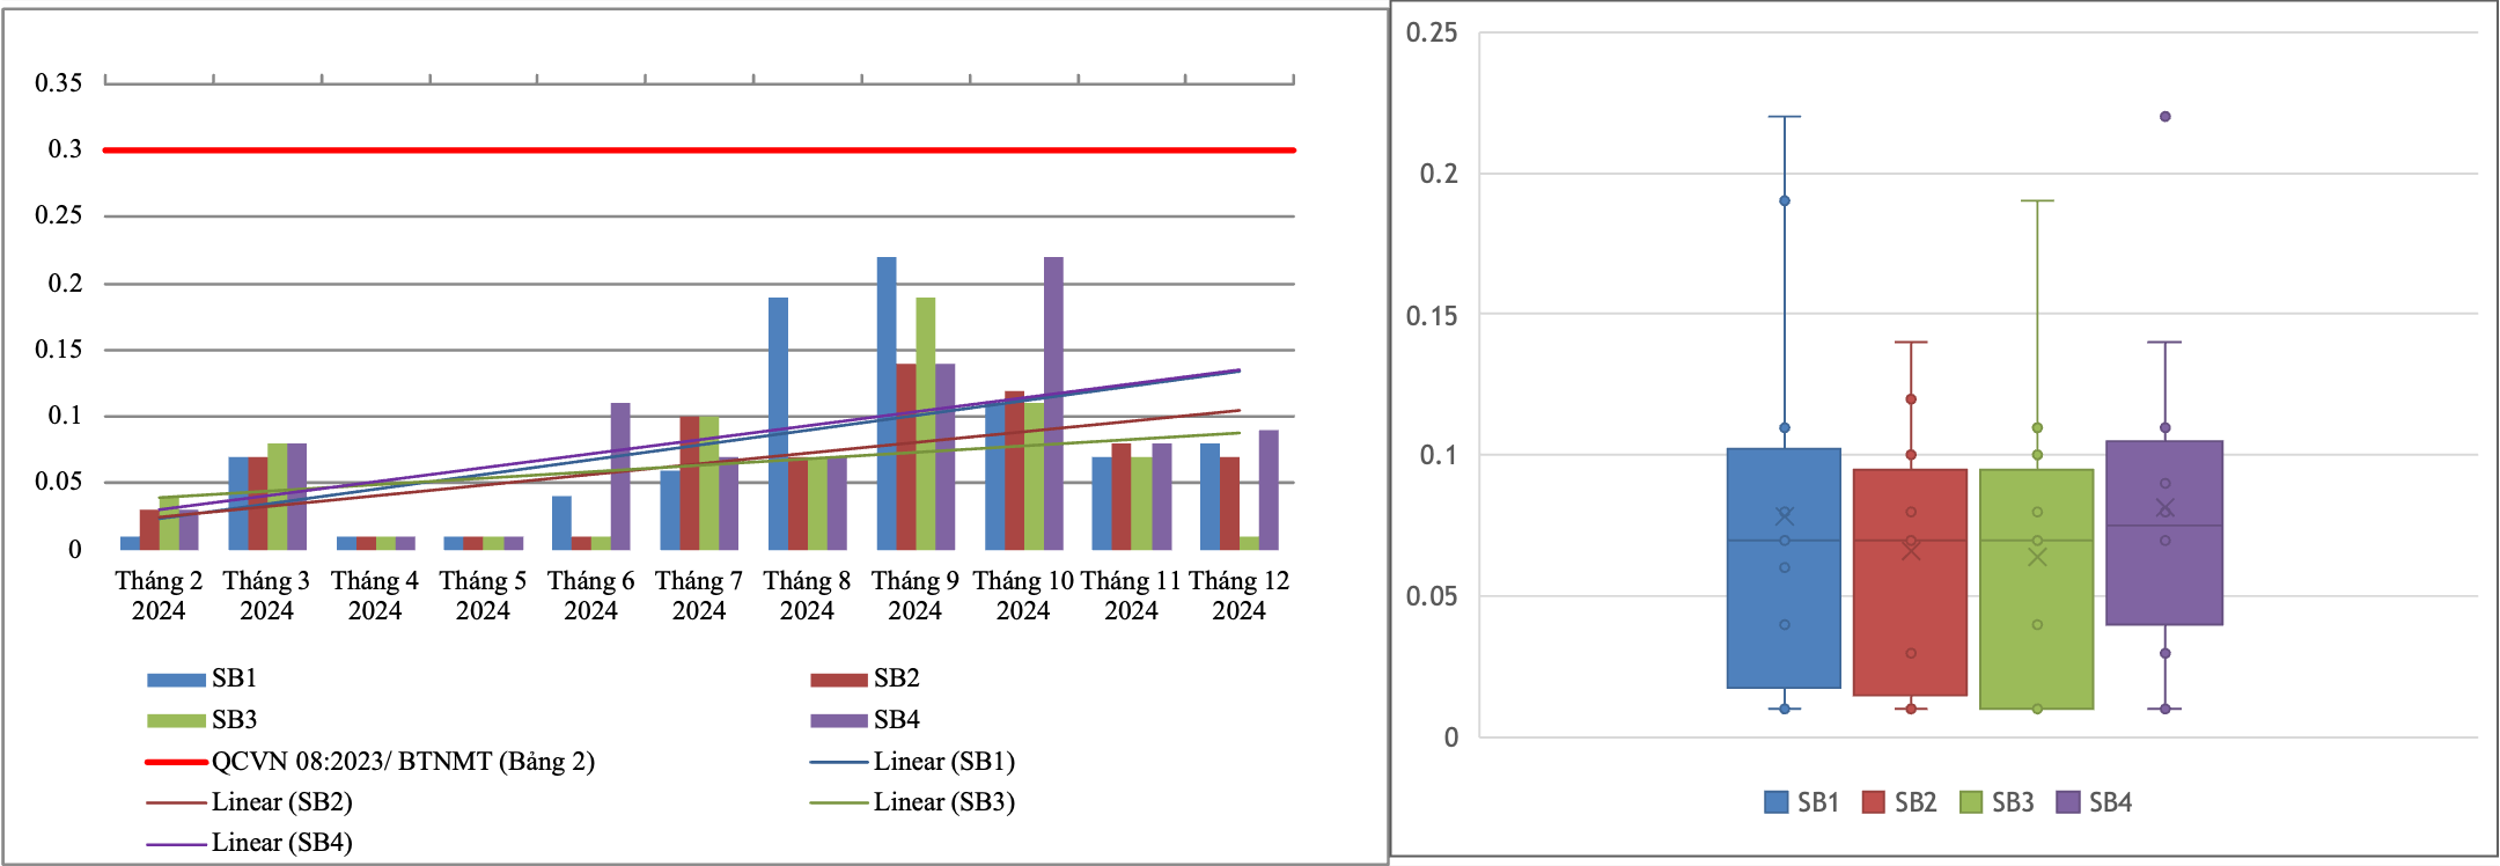 0.35
0.3
0.25
0.2
0.15
0.1
0.05
0
Tháng 2 Tháng 3 Tháng 4 Tháng 5 Tháng 6 Tháng 7 Tháng 8 Tháng 9 Tháng 10 Tháng 11 Tháng 12
2024 2024 2024 2024 2024 2024 2024 2024 2024 2024 2024
SB1 SB2
SB3 SB4
QCVN 08:2023/ BTNMT (Bảng 2) Linear (SB1)
Linear (SB2) Linear (SB3)
Linear (SB4)
0.25
0.2
0.15
0.1
0.05
0
SB1 SB2 SB3 SB4